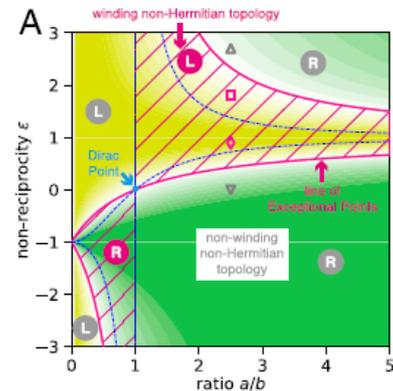 winding non-Hermitian topology
A
3
2
1
0
−1
−2
−3
non-reciprocity ε
L
L
R
Dirac
Point
line of
Exceptional Points
R
non-winding
non-Hermitian
topology
R
L
0
1
2
3
4
5
ratio a/b